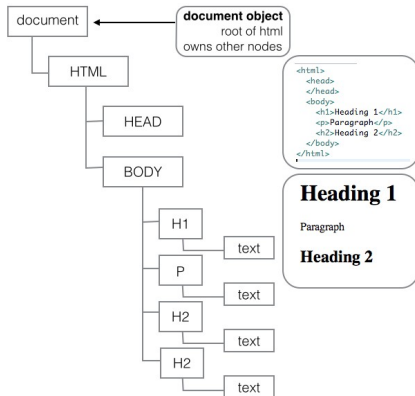 document
document object
root of html
owns other nodes
HTML
HEAD
BODY
H1
text
P
text
H2
text
H2
text
<html>
<head>
</head>
<body>
<h1>Heading 1</h1>
<p>Paragraph</p>
<h2>Heading 2</h2>
</body>
</html>
Heading 1
Paragraph
Heading 2